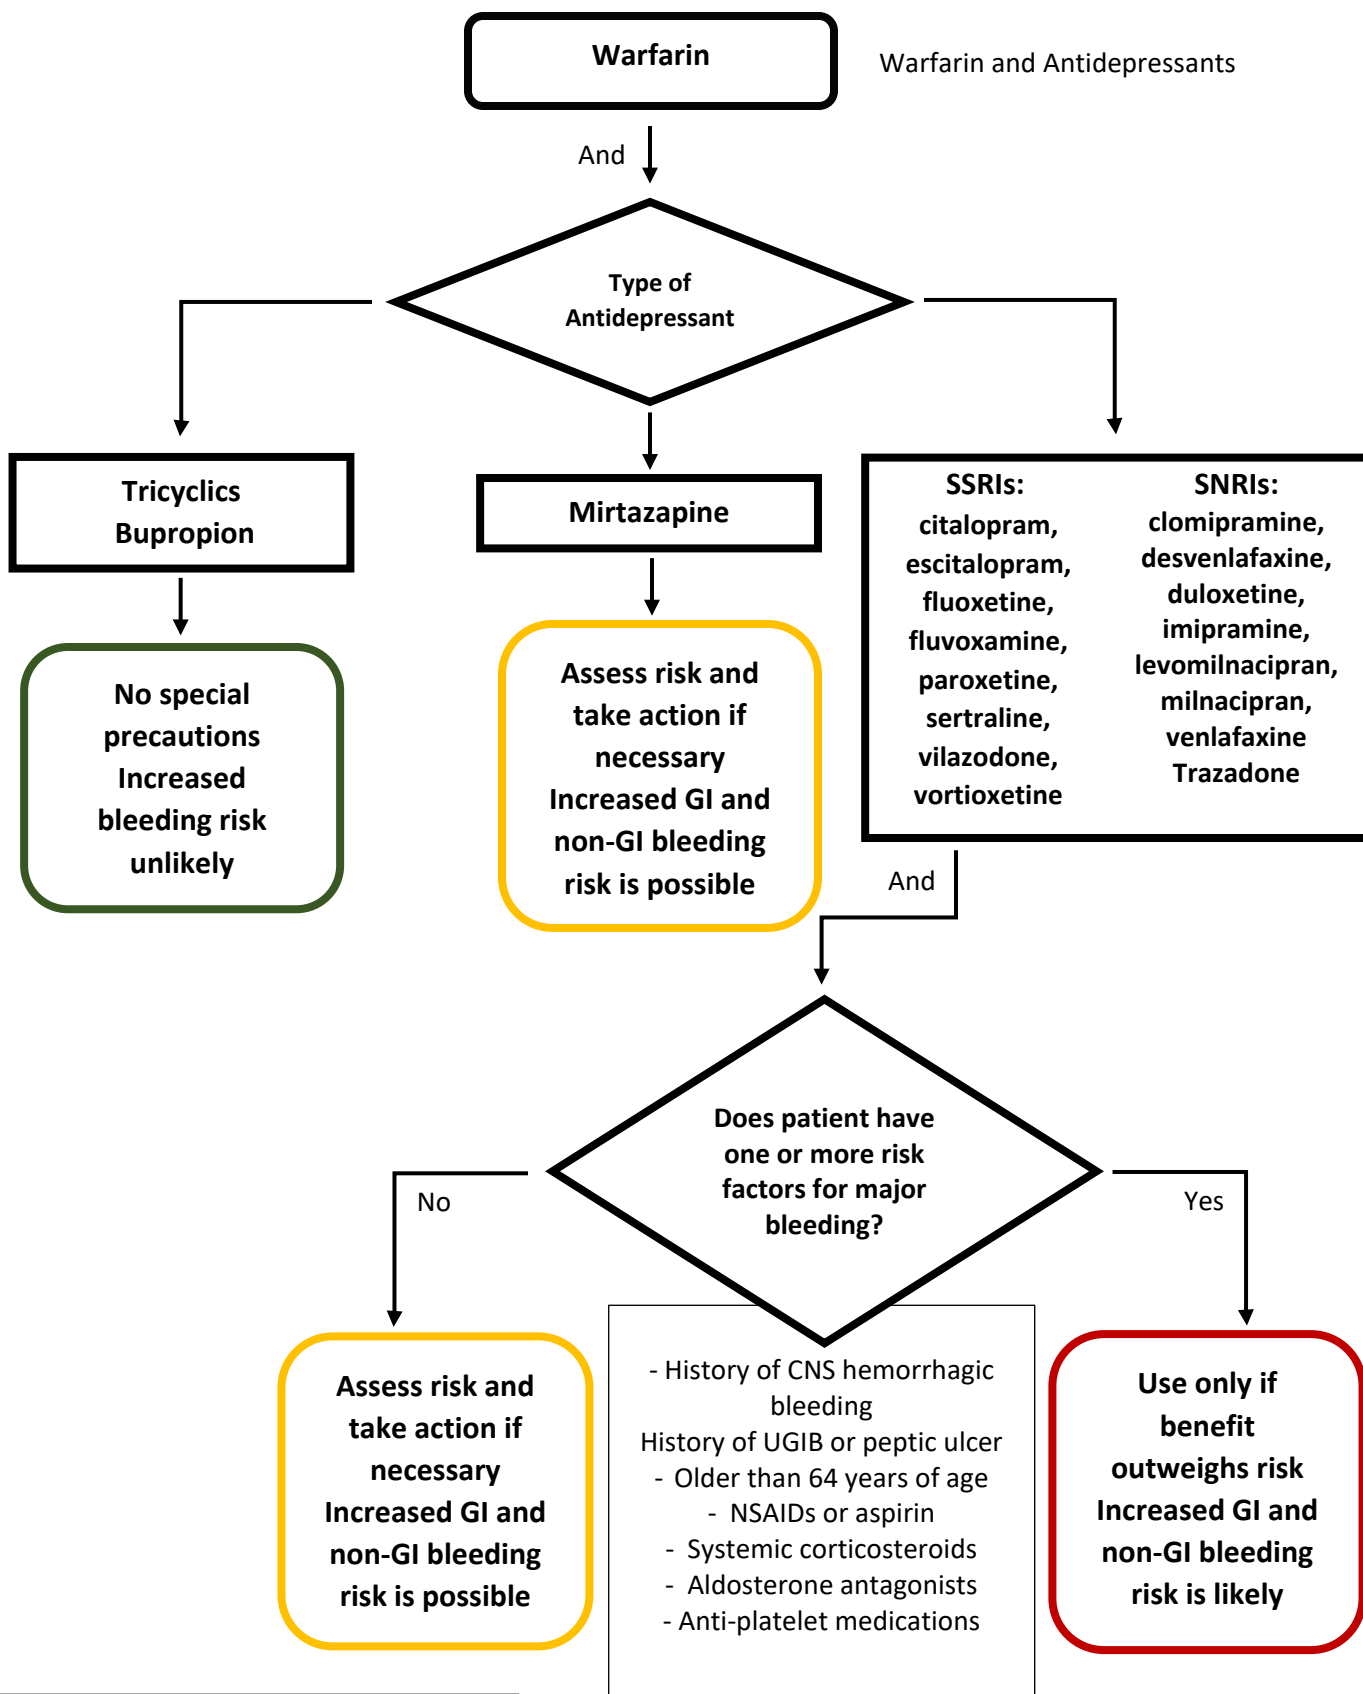 Warfarin
Warfarin and Antidepressants
And
Type of
Antidepressant
Tricyclics
Bupropion
Mirtazapine
SSRIs:
citalopram,
escitalopram,
fluoxetine,
fluvoxamine,
paroxetine,
sertraline,
vilazodone,
vortioxetine
SNRIs:
clomipramine,
desvenlafaxine,
duloxetine,
imipramine,
levomilnacipran,
milnacipran,
venlafaxine
Trazadone
No special
precautions
Increased
bleeding risk
unlikely
Assess risk and
take action if
necessary
Increased GI and
non-GI bleeding
risk is possible
And
Does patient have
one or more risk
factors for major
bleeding?
No
Yes
Assess risk and
take action if
necessary
Increased GI and
non-GI bleeding
risk is possible
- History of CNS hemorrhagic
bleeding
History of UGIB or peptic ulcer
- Older than 64 years of age
- NSAIDs or aspirin
- Systemic corticosteroids
- Aldosterone antagonists
- Anti-platelet medications
Use only if
benefit
outweighs risk
Increased GI and
non-GI bleeding
risk is likely